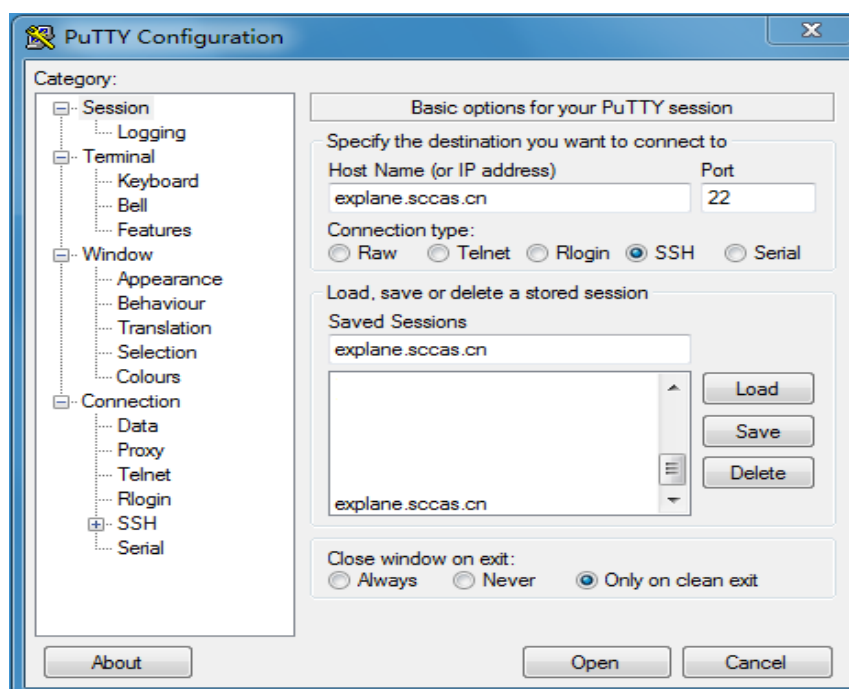 PuTTY Configuration
Category:
Session
Logging
Terminal
Keyboard
Bell
Features
Window
Appearance
Behaviour
Translation
Selection
Colours
Connection
Data
Proxy
Telnet
Rlogin
SSH
Serial
Basic options for your PuTTY session
Specify the destination you want to connect to
Host Name (or IP address) Port
explane.sccas.cn 22
Connection type:
Raw Telnet Rlogin SSH Serial
Load, save or delete a stored session
Saved Sessions
explane.sccas.cn
Load
Save
Delete
explane.sccas.cn
Close window on exit:
Always Never Only on clean exit
About Open Cancel